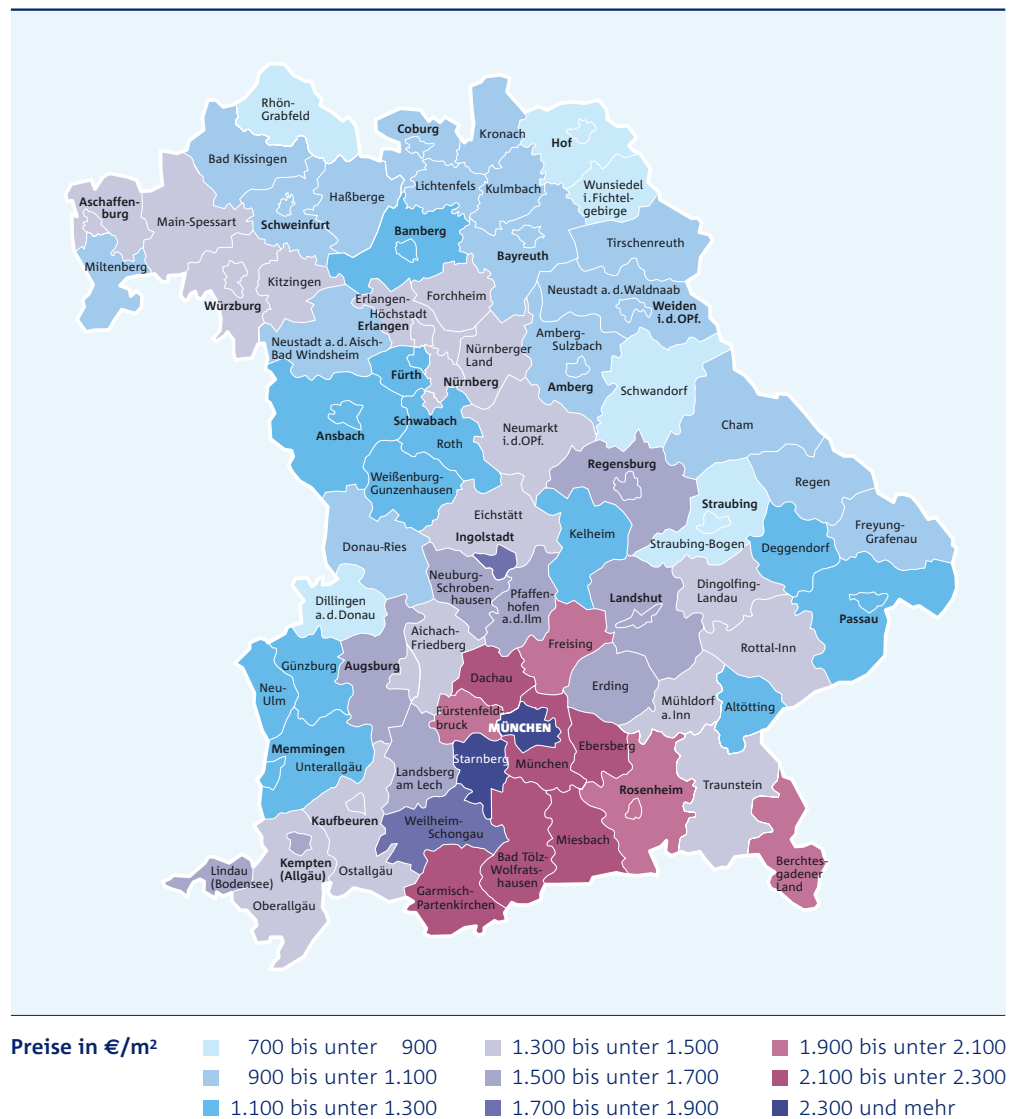 Rhön-
Grabfeld
Coburg
Kronach
Hof
Bad Kissingen
Lichtenfels
Kulmbach
Wunsiedel
i.Fichtel-
gebirge
Haßberge
Aschaffen-
burg
Main-Spessart
Schweinfurt
Bamberg
Tirschenreuth
Bayreuth
Miltenberg
Kitzingen
Würzburg
Erlangen-
Höchstadt
Erlangen
Forchheim
Neustadt a.d.Waldnaab
Weiden
i.d.OPf.
Neustadt a.d.Aisch-
Bad Windsheim
Nürnberger
Land
Amberg-
Sulzbach
Fürth
Nürnberg
Amberg
Schwandorf
Ansbach
Schwabach
Roth
Neumarkt
i.d.OPf.
Cham
Regensburg
Weißenburg-
Gunzenhausen
Regen
Straubing
Eichstätt
Ingolstadt
Kelheim
Straubing-Bogen
Deggendorf
Freyung-
Grafenau
Donau-Ries
Neuburg-
Schroben-
hausen
Pfaffen-
hofen
a.d.Ilm
Landshut
Dingolfing-
Landau
Passau
Dillingen
a.d.Donau
Aichach-
Friedberg
Freising
Rottal-Inn
Günzburg
Augsburg
Dachau
Erding
Neu-
Ulm
Mühldorf
a.Inn
Altötting
Fürstenfeld-
bruck
MÜNCHEN
Ebersberg
Memmingen
Unterallgäu
Landsberg
am Lech
Starnberg
München
Rosenheim
Traunstein
Kaufbeuren
Weilheim-
Schongau
Miesbach
Bad Tölz-
Wolfrats-
hausen
Berchtes-
gadener
Land
Lindau
(Bodensee)
Kempten
(Allgäu)
Ostallgäu
Garmisch-
Partenkirchen
Oberallgäu
Preise in €/m²
700 bis unter 900
900 bis unter 1.100
1.100 bis unter 1.300
1.300 bis unter 1.500
1.500 bis unter 1.700
1.700 bis unter 1.900
1.900 bis unter 2.100
2.100 bis unter 2.300
2.300 und mehr